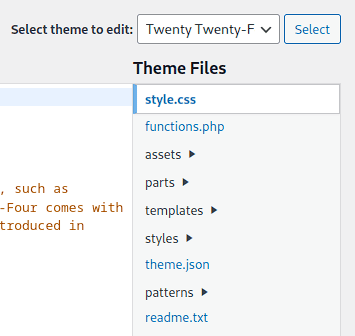 Select theme to edit: Twenty Twenty-F Select
Theme Files
style.css
functions.php
assets
parts
, such as
templates
-Four comes with
troduced in
styles
theme.json
patterns
readme.txt